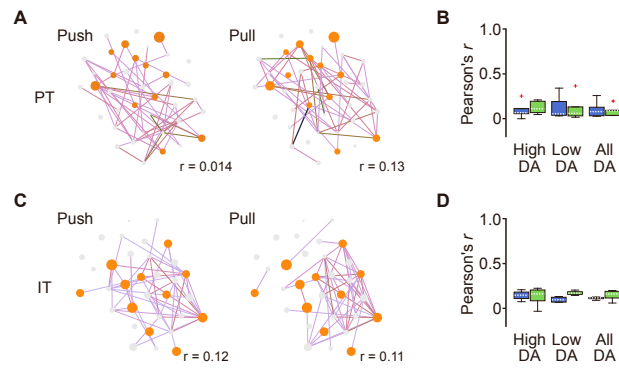 A
Push
Pull
PT
r = 0.014
r = 0.13
B
Pearson's r
1.0
0.5
0
High DA
Low DA
All DA
C
Push
Pull
IT
r = 0.12
r = 0.11
D
Pearson's r
1.0
0.5
0
High DA
Low DA
All DA